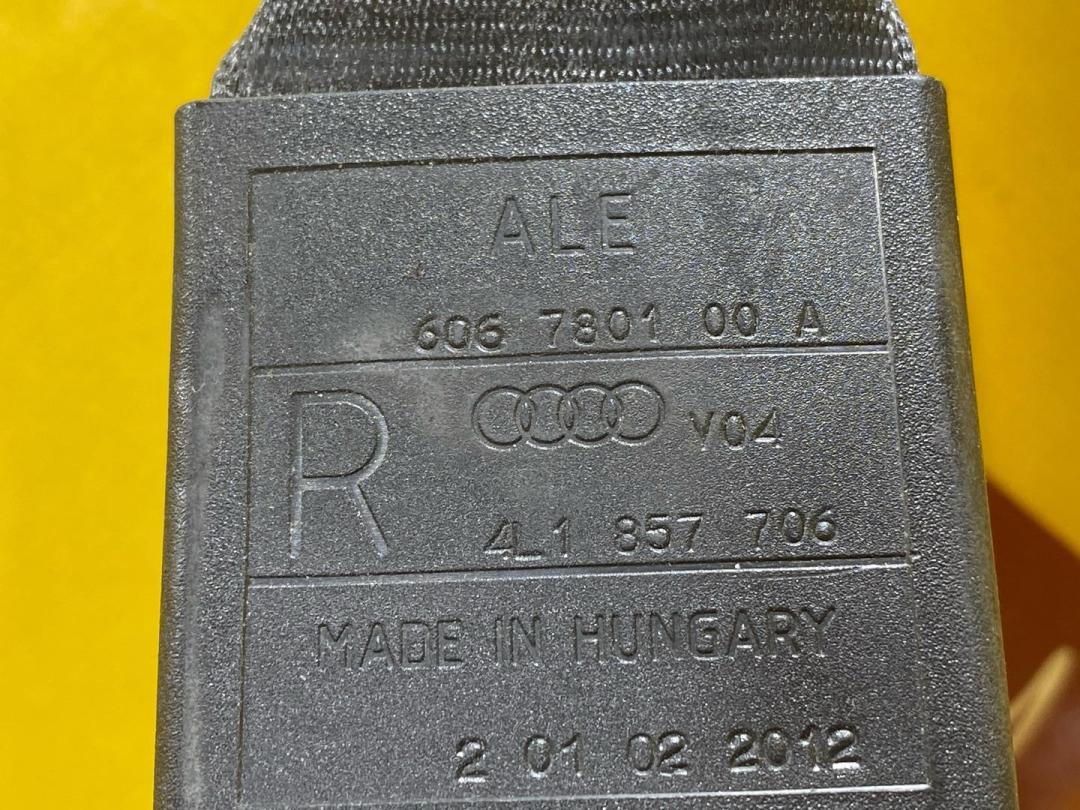 ALE
606 7801 00 A
R
V04
4L1 857 706
MADE IN HUNGARY
2 01 02 2012